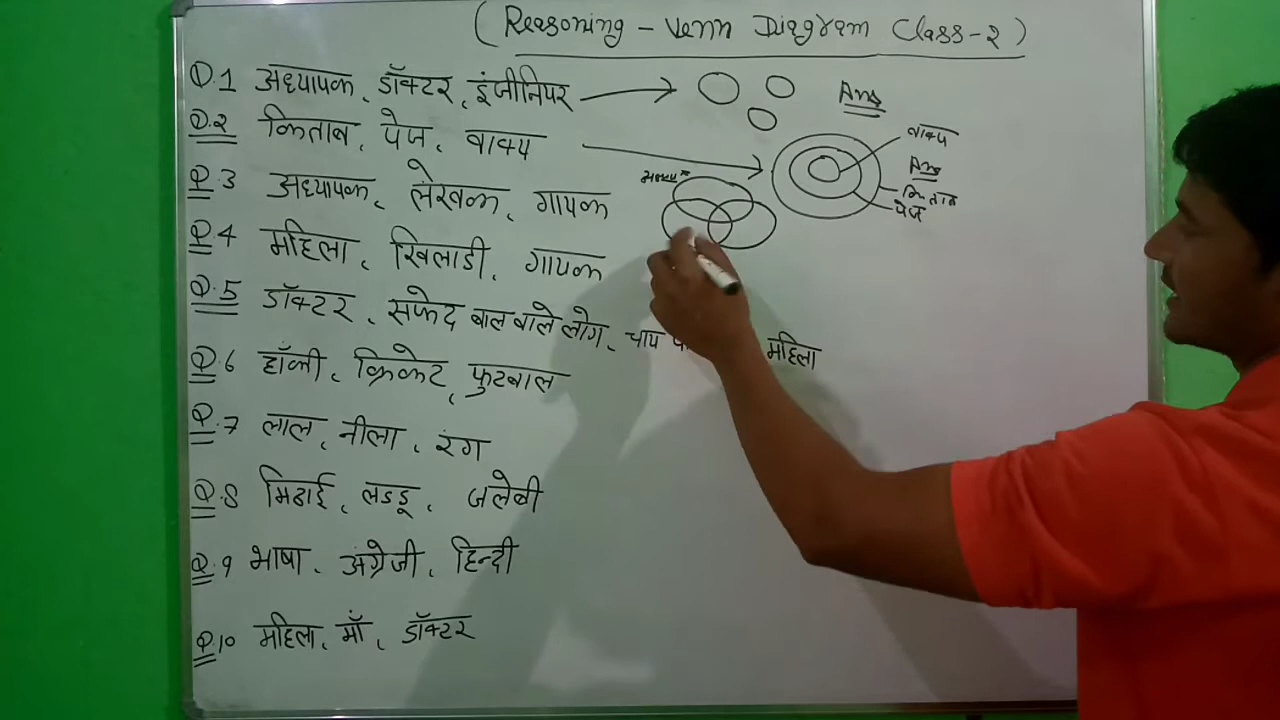 ( Reasoning - Venn Diagram Class-2 )
Q.1 अध्यापक, डॉक्टर, इंजीनियर
Ans
Q.2 किताब, पेज, वाक्य
वाक्य
Ans
किताब
पेज
Q.3 अध्यापक, लेखक, गायक
Q.4 महिला, खिलाडी, गायक
Q.5 डॉक्टर, सफेद बाल वाले लोग, चाय महिला
Q.6 हॉकी, क्रिकेट, फुटबाल
Q.7 लाल, नीला, रंग
Q.8 मिठाई, लडडू, जलेबी
Q.9 भाषा, अंग्रेजी, हिन्दी
Q.10 महिला, माँ, डॉक्टर